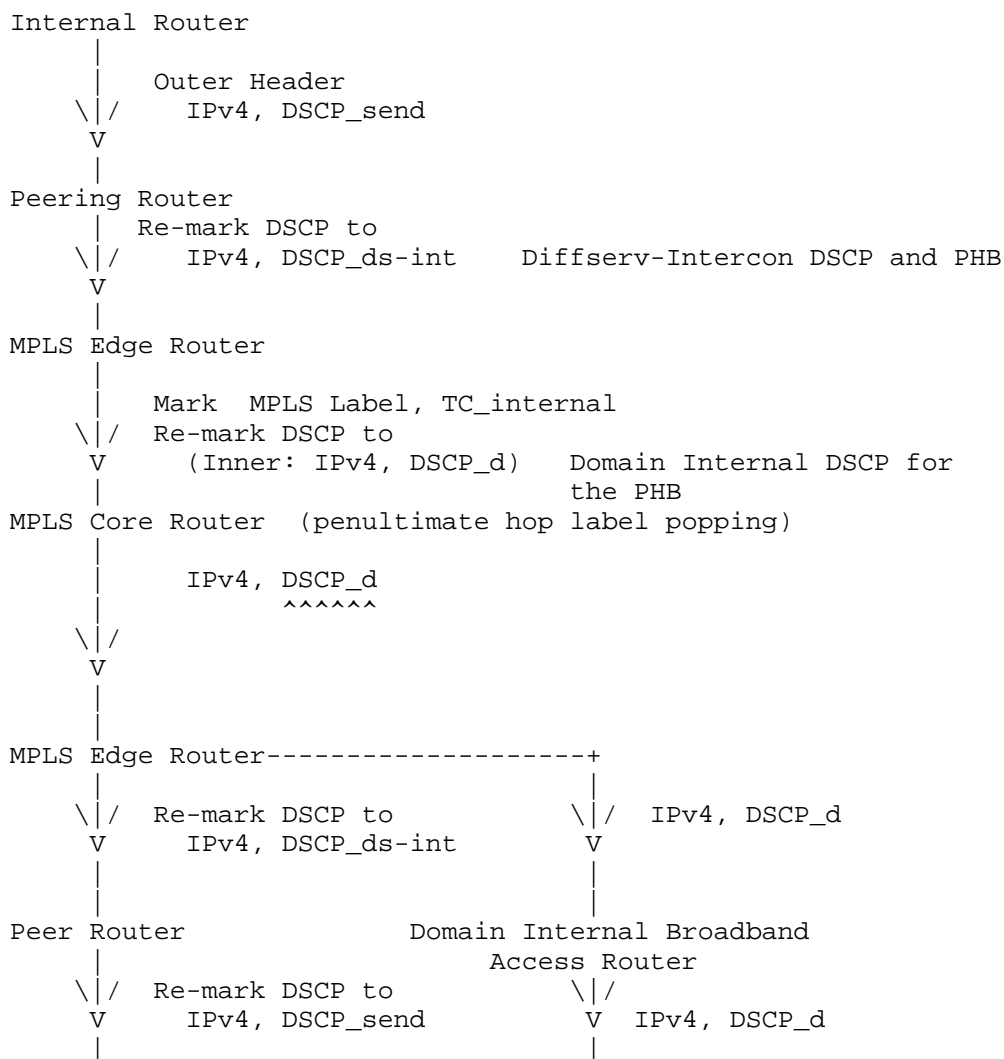 Internal Router
     |
     |   Outer Header
    \|/    IPv4, DSCP_send
     V
     |
Peering Router
     |  Re-mark DSCP to
    \|/    IPv4, DSCP_ds-int    Diffserv-Intercon DSCP and PHB
     V
     |
MPLS Edge Router
     |
     |   Mark  MPLS Label, TC_internal
    \|/  Re-mark DSCP to
     V     (Inner: IPv4, DSCP_d)   Domain Internal DSCP for
     |                             the PHB
MPLS Core Router  (penultimate hop label popping)
     |
     |     IPv4, DSCP_d
     |           ^^^^^^
    \|/
     V
     |
     |
MPLS Edge Router--------------------+
     |                              |
    \|/  Re-mark DSCP to           \|/  IPv4, DSCP_d
     V     IPv4, DSCP_ds-int        V
     |                              |
     |                              |
Peer Router              Domain Internal Broadband
     |                        Access Router
    \|/  Re-mark DSCP to           \|/
     V     IPv4, DSCP_send          V  IPv4, DSCP_d
     |                              |